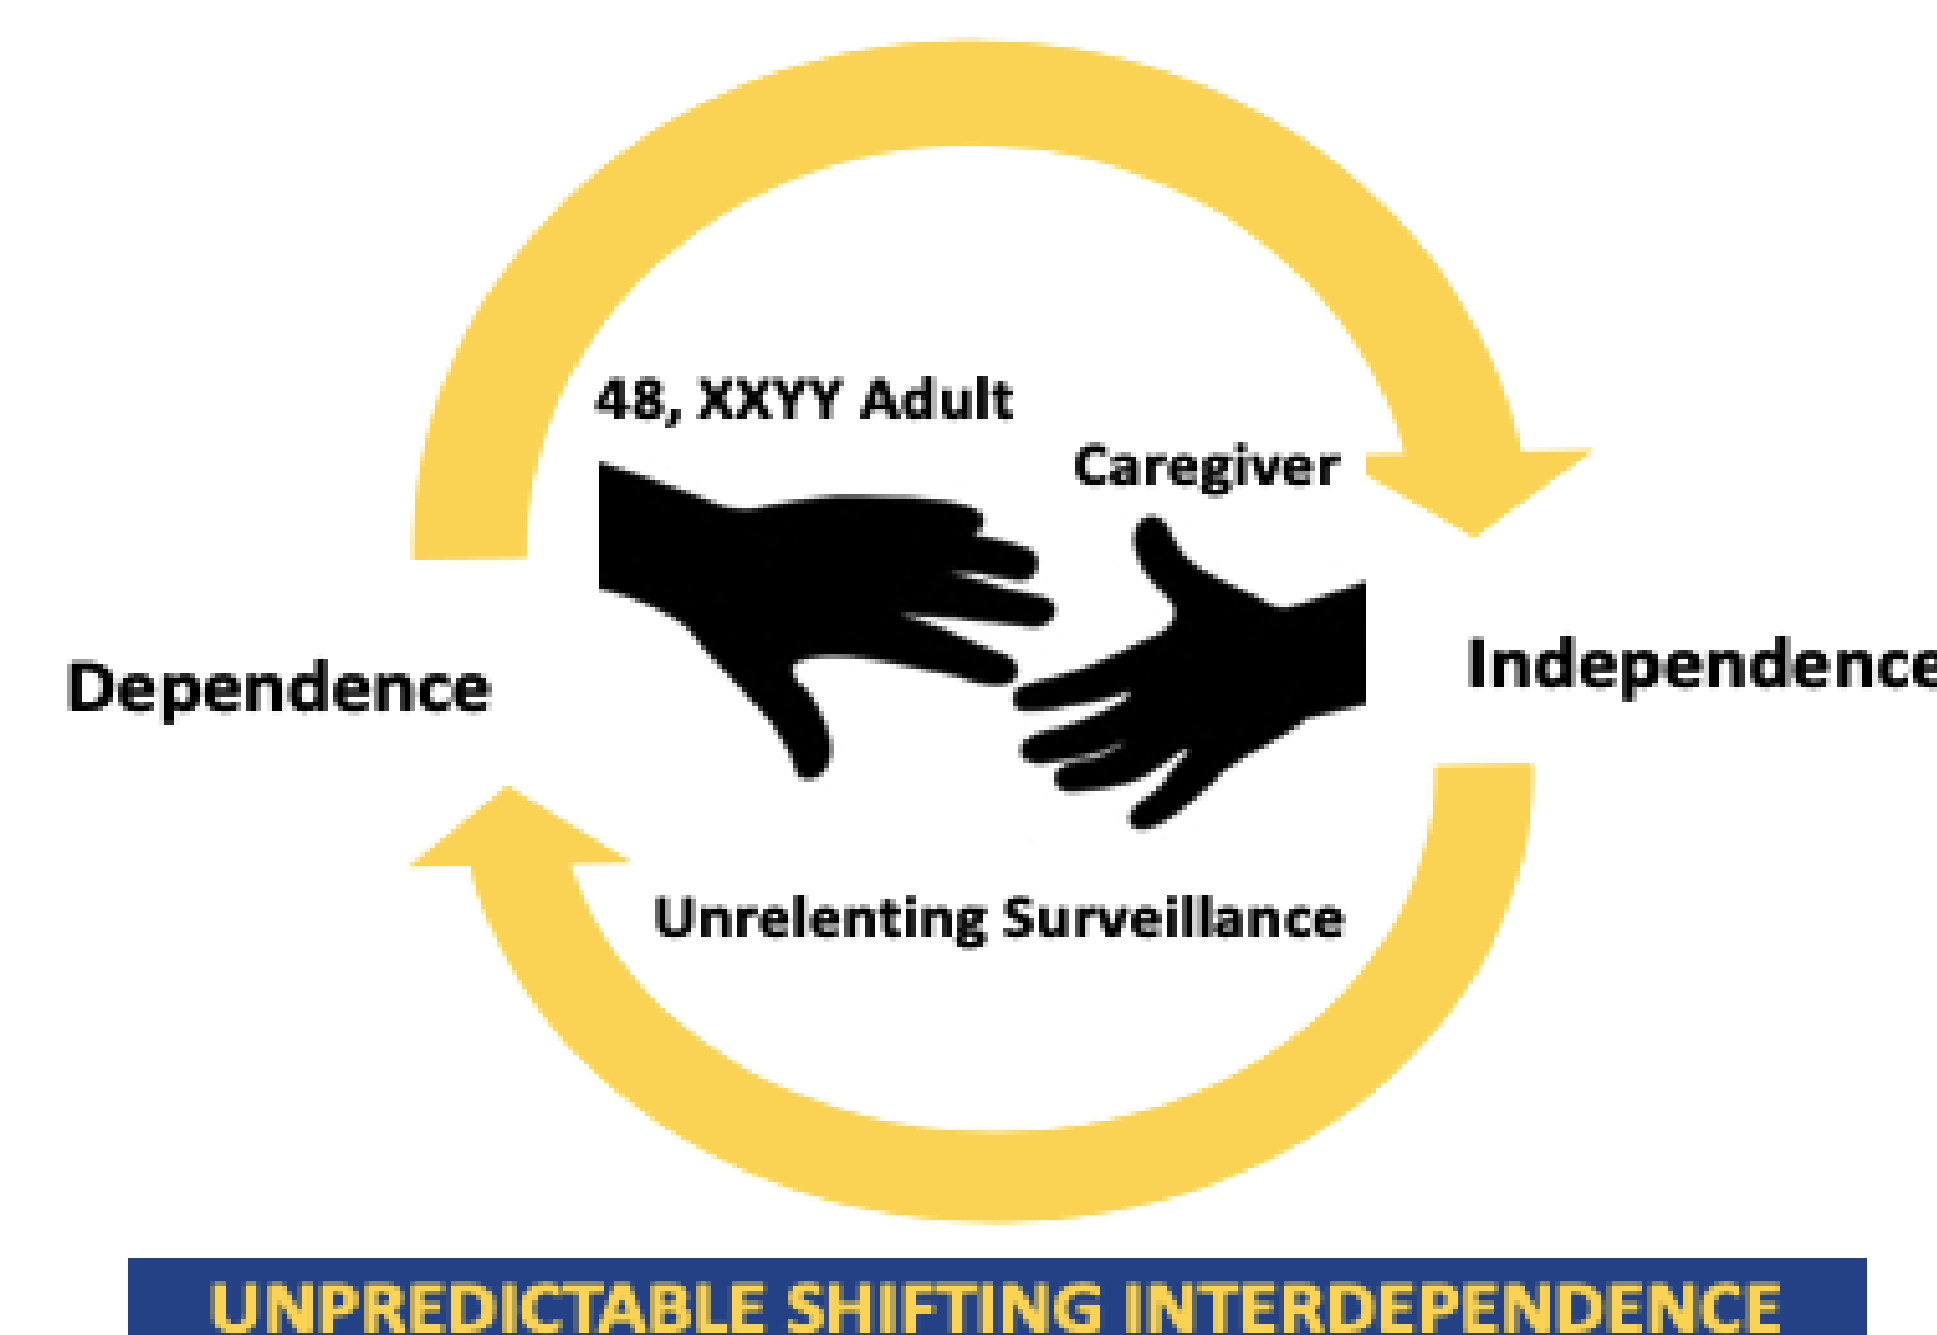 48, XXYY Adult
Caregiver
Dependence
Independence
Unrelenting Surveillance
UNPREDICTABLE SHIFTING INTERDEPENDENCE